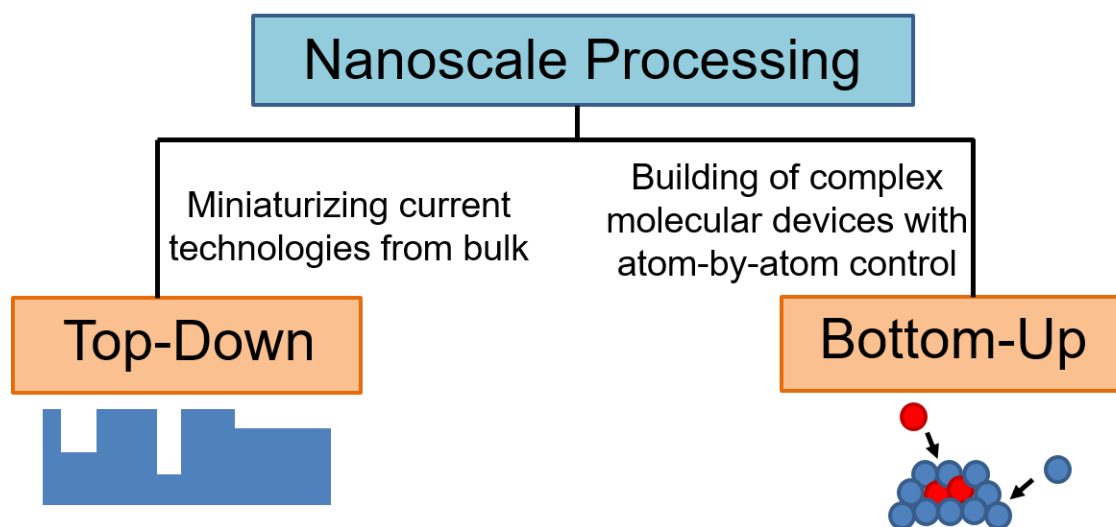 Nanoscale Processing
Miniaturizing current
technologies from bulk
Building of complex
molecular devices with
atom-by-atom control
Top-Down
Bottom-Up